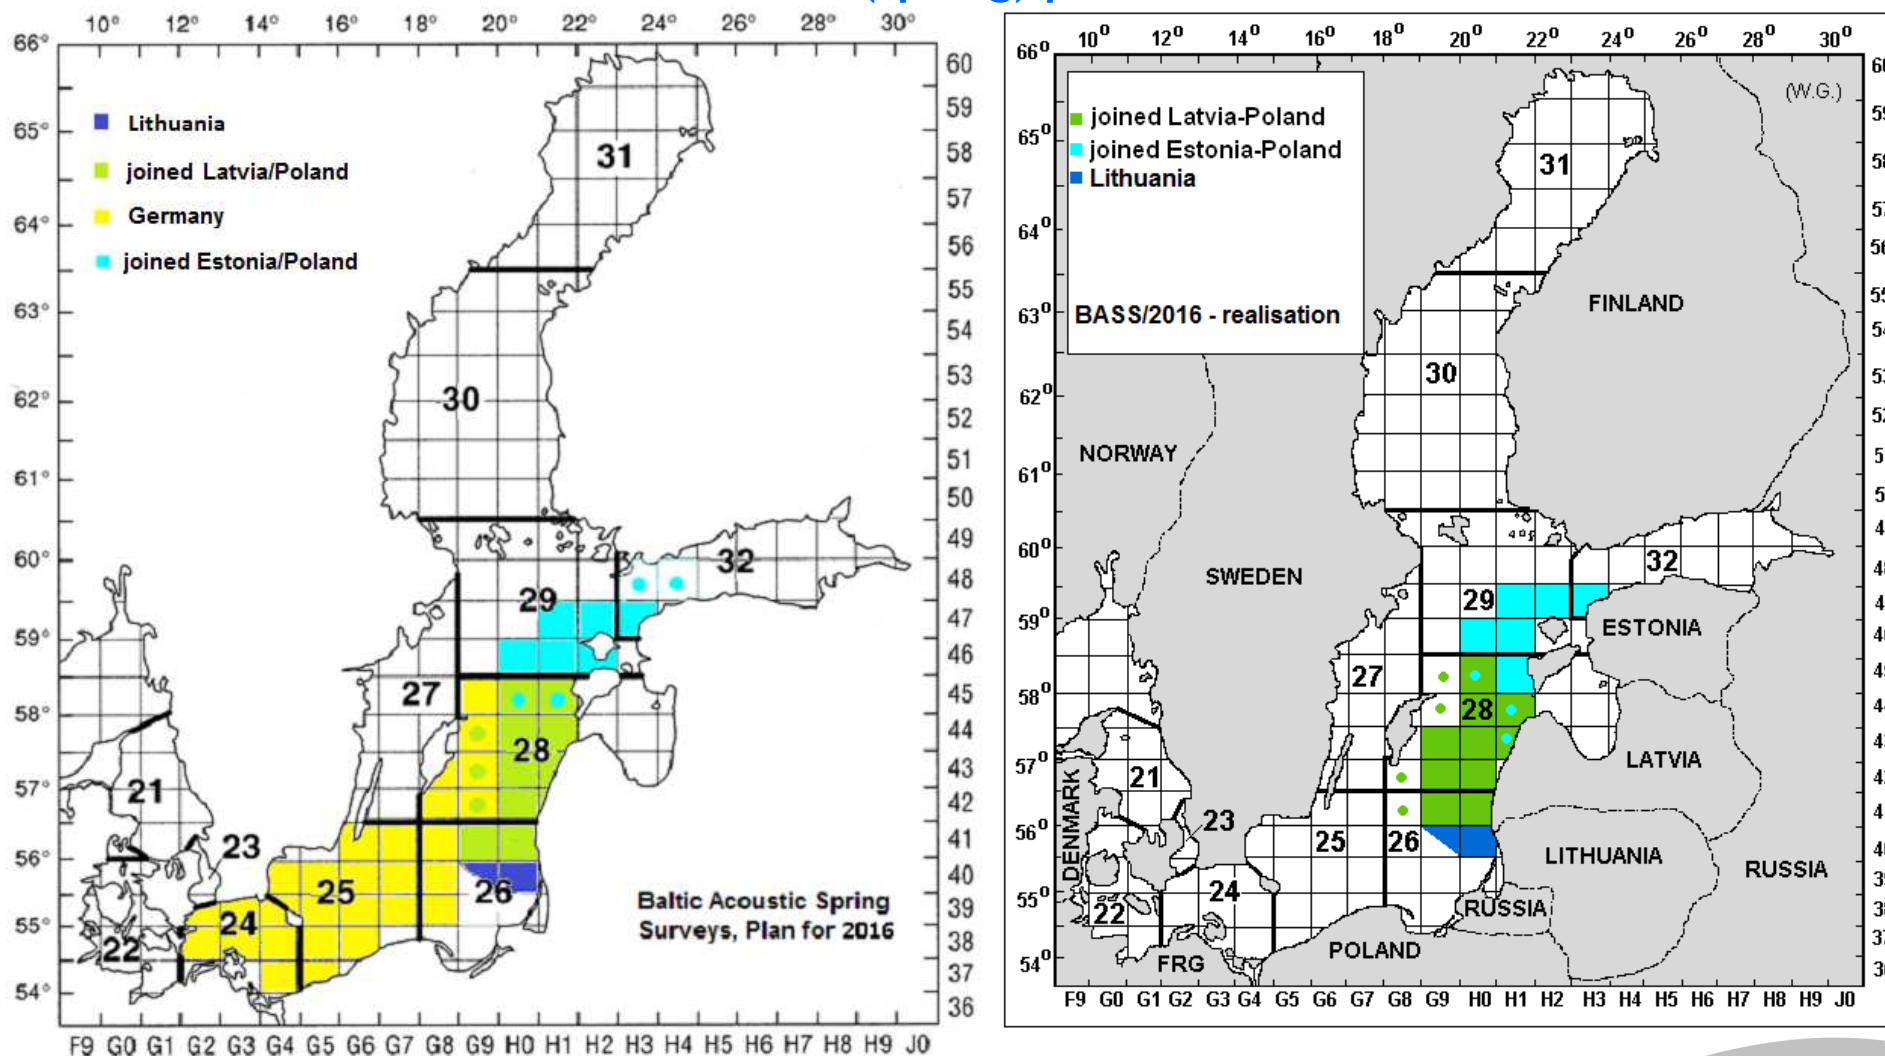 10° 12° 14° 16° 18° 20° 22° 24° 26° 28° 30°
66°
65°
64°
63°
62°
61°
60°
59°
58°
57°
56°
55°
54°
60
59
58
57
56
55
54
53
52
51
50
49
48
47
46
45
44
43
42
41
40
39
38
37
36
Lithuania
joined Latvia/Poland
Germany
joined Estonia/Poland
31
30
32
29
27
28
21
23
25
26
24
22
Baltic Acoustic Spring
Surveys, Plan for 2016
F9 G0 G1 G2 G3 G4 G5 G6 G7 G8 G9 H0 H1 H2 H3 H4 H5 H6 H7 H8 H9 J0
10⁰ 12⁰ 14⁰ 16⁰ 18⁰ 20⁰ 22⁰ 24⁰ 26⁰ 28⁰ 30⁰
66⁰
65⁰
64⁰
63⁰
62⁰
61⁰
60⁰
59⁰
58⁰
57⁰
56⁰
55⁰
54⁰
joined Latvia-Poland
joined Estonia-Poland
Lithuania
BASS/2016 - realisation
(W.G.)
31
FINLAND
30
NORWAY
SWEDEN
32
29
ESTONIA
27
28
LATVIA
21
DENMARK
23
25
26
LITHUANIA
RUSSIA
24
22
RUSSIA
POLAND
FRG
F9 G0 G1 G2 G3 G4 G5 G6 G7 G8 G9 H0 H1 H2 H3 H4 H5 H6 H7 H8 H9 J0